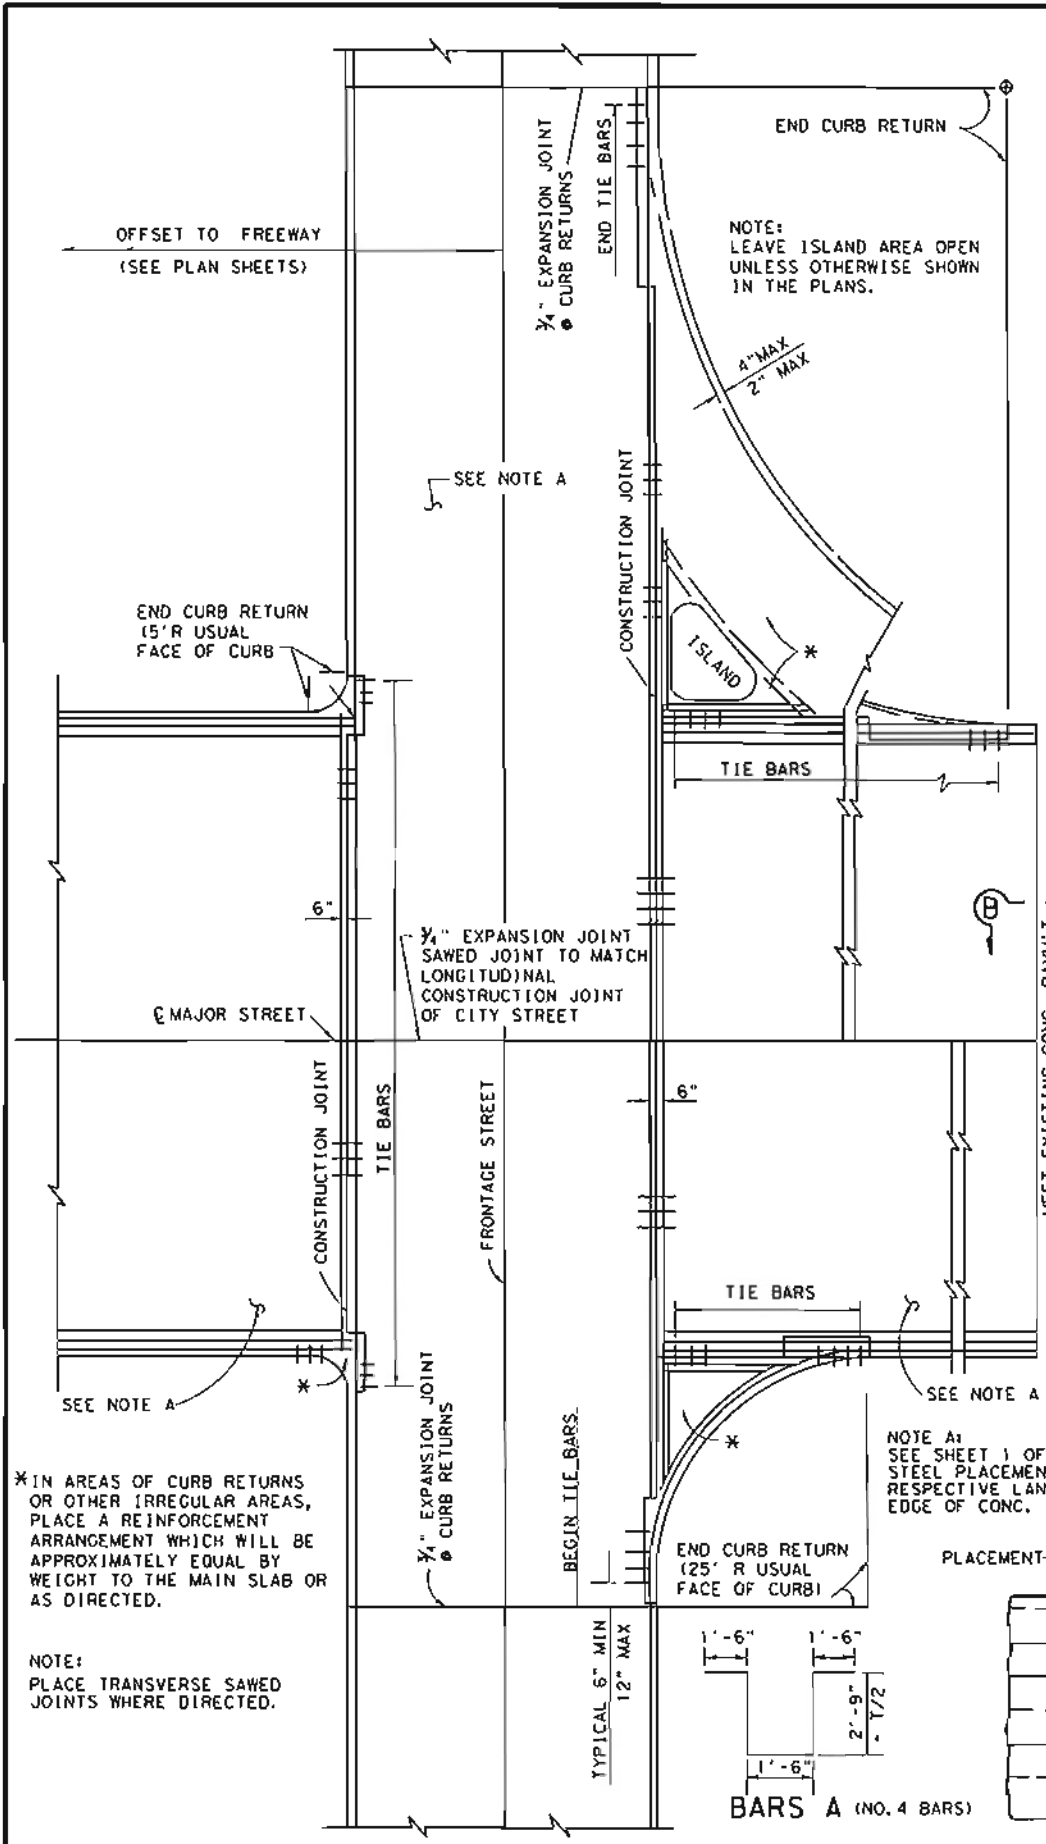 END CURB RETURN
¾" EXPANSION JOINT
@ CURB RETURNS
END TIE BARS
NOTE:
LEAVE ISLAND AREA OPEN
UNLESS OTHERWISE SHOWN
IN THE PLANS.
OFFSET TO FREEWAY
(SEE PLAN SHEETS)
4"MAX
2" MAX
SEE NOTE A
CONSTRUCTION JOINT
END CURB RETURN
(5'R USUAL
FACE OF CURB
ISLAND
*
TIE BARS
6"
B
¾" EXPANSION JOINT
SAWED JOINT TO MATCH
LONGITUDINAL
CONSTRUCTION JOINT
OF CITY STREET
℄ MAJOR STREET
TIE BARS
CONSTRUCTION JOINT
FRONTAGE STREET
6"
TIE BARS
SEE NOTE A
*
SEE NOTE A
*
¾" EXPANSION JOINT
@ CURB RETURNS
BEGIN TIE BARS
NOTE A:
SEE SHEET 1 OF
STEEL PLACEMEN
RESPECTIVE LAN
EDGE OF CONC.
*IN AREAS OF CURB RETURNS
OR OTHER IRREGULAR AREAS,
PLACE A REINFORCEMENT
ARRANGEMENT WHICH WILL BE
APPROXIMATELY EQUAL BY
WEIGHT TO THE MAIN SLAB OR
AS DIRECTED.
END CURB RETURN
(25' R USUAL
FACE OF CURB)
PLACEMENT-
NOTE:
PLACE TRANSVERSE SAWED
JOINTS WHERE DIRECTED.
TYPICAL 6" MIN
12" MAX
1'-6"
1'-6"
2'-9"
- T/2
1'-6"
BARS A (NO. 4 BARS)